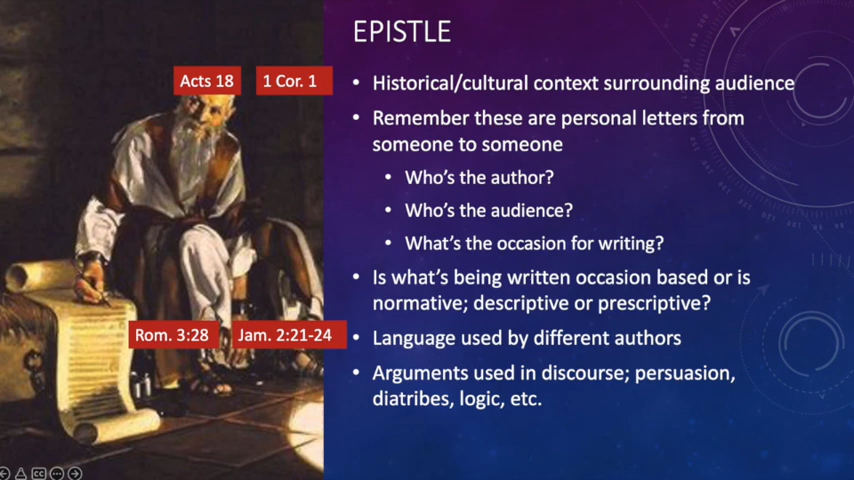 EPISTLE
Acts 18
1 Cor. 1
• Historical/cultural context surrounding audience
• Remember these are personal letters from
someone to someone
• Who's the author?
• Who's the audience?
• What's the occasion for writing?
• Is what's being written occasion based or is
normative; descriptive or prescriptive?
Rom. 3:28
Jam. 2:21-24
• Language used by different authors
• Arguments used in discourse; persuasion,
diatribes, logic, etc.
CC